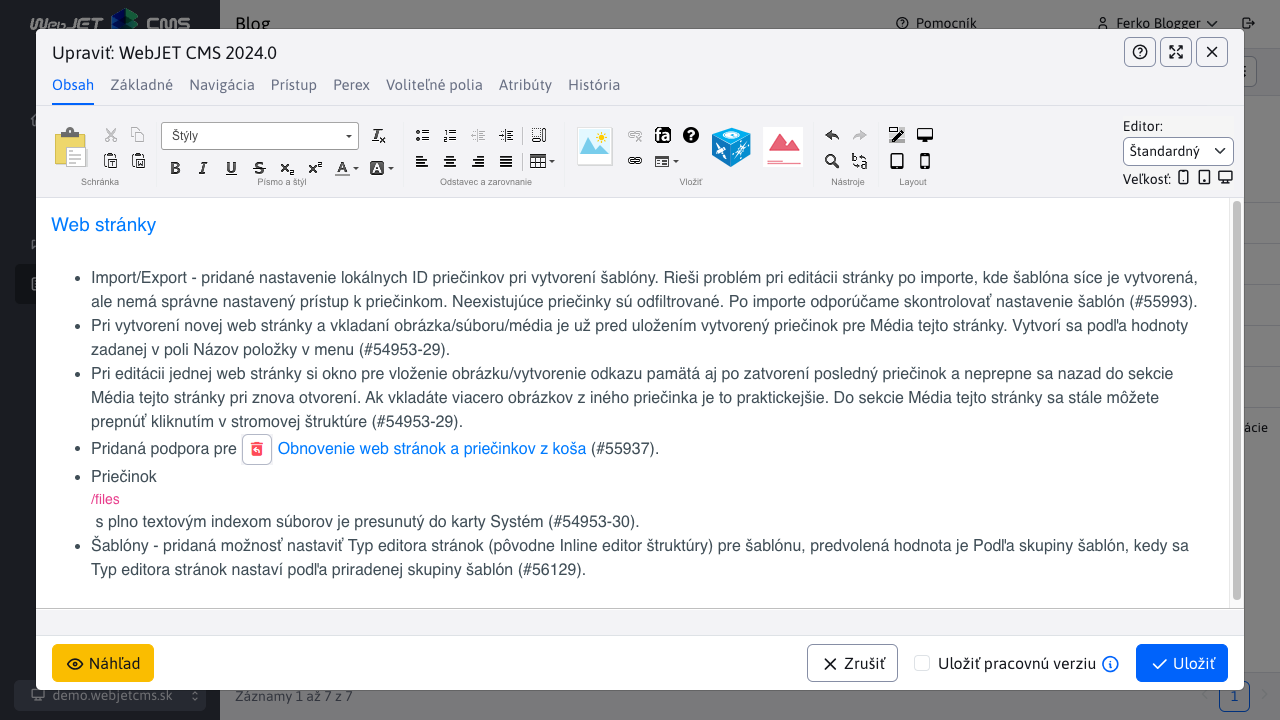 WebJET CMS
Blog
Pomocník
Ferko Blogger
Upraviť: WebJET CMS 2024.0
Obsah Základné Navigácia Prístup Perex Voliteľné polia Atribúty História
Štýly
Schránka
Písmo a štýl
Odstavec a zarovnanie
Vložiť
Nástroje
Layout
Editor:
Štandardný
Veľkosť:
Web stránky
Import/Export - pridané nastavenie lokálnych ID priečinkov pri vytvorení šablóny. Rieši problém pri editácii stránky po importe, kde šablóna síce je vytvorená,
ale nemá správne nastavený prístup k priečinkom. Neexistujúce priečinky sú odfiltrované. Po importe odporúčame skontrolovať nastavenie šablón (#55993).
Pri vytvorení novej web stránky a vkladaní obrázka/súboru/média je už pred uložením vytvorený priečinok pre Média tejto stránky. Vytvorí sa podľa hodnoty
zadanej v poli Názov položky v menu (#54953-29).
Pri editácii jednej web stránky si okno pre vloženie obrázku/vytvorenie odkazu pamätá aj po zatvorení posledný priečinok a neprepne sa nazad do sekcie
Média tejto stránky pri znova otvorení. Ak vkladáte viacero obrázkov z iného priečinka je to praktickejšie. Do sekcie Média tejto stránky sa stále môžete
prepnúť kliknutím v stromovej štruktúre (#54953-29).
Pridaná podpora pre Obnovenie web stránok a priečinkov z koša (#55937).
Priečinok
/files
s plno textovým indexom súborov je presunutý do karty Systém (#54953-30).
Šablóny - pridaná možnosť nastaviť Typ editora stránok (pôvodne Inline editor štruktúry) pre šablónu, predvolená hodnota je Podľa skupiny šablón, kedy sa
Typ editora stránok nastaví podľa priradenej skupiny šablón (#56129).
ácie
Náhľad
Zrušiť
Uložiť pracovnú verziu
Uložiť
demo.webjetcms.sk
Záznamy 1 až 7 z 7
1